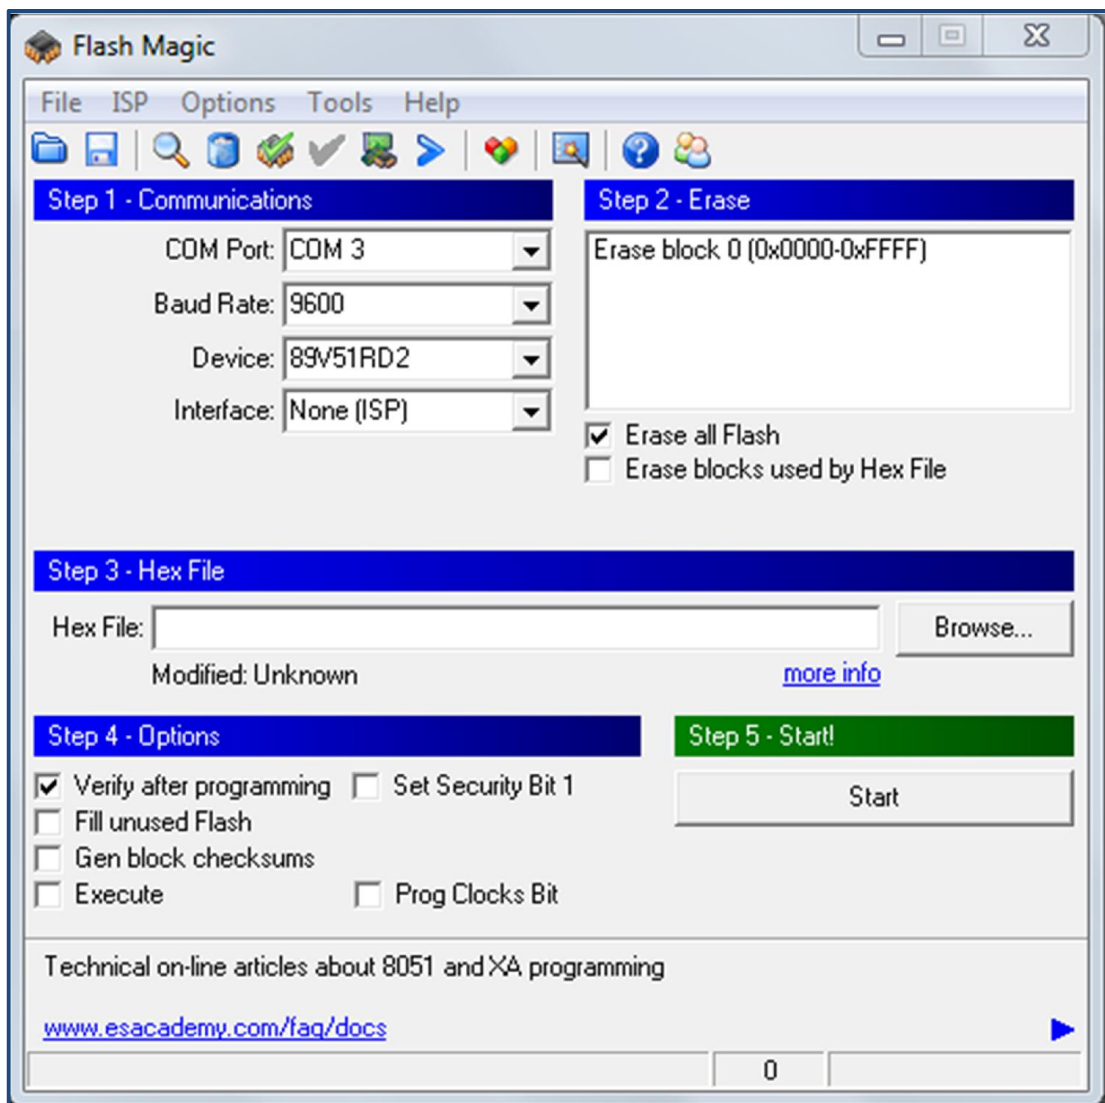 Flash Magic
File ISP Options Tools Help
Step 1 - Communications
COM Port: COM 3
Baud Rate: 9600
Device: 89V51RD2
Interface: None (ISP)
Step 2 - Erase
Erase block 0 (0x0000-0xFFFF)
Erase all Flash
Erase blocks used by Hex File
Step 3 - Hex File
Hex File:
Browse...
Modified: Unknown
more info
Step 4 - Options
Verify after programming
Set Security Bit 1
Fill unused Flash
Gen block checksums
Execute
Prog Clocks Bit
Step 5 - Start!
Start
Technical on-line articles about 8051 and XA programming
www.esacademy.com/faq/docs
0